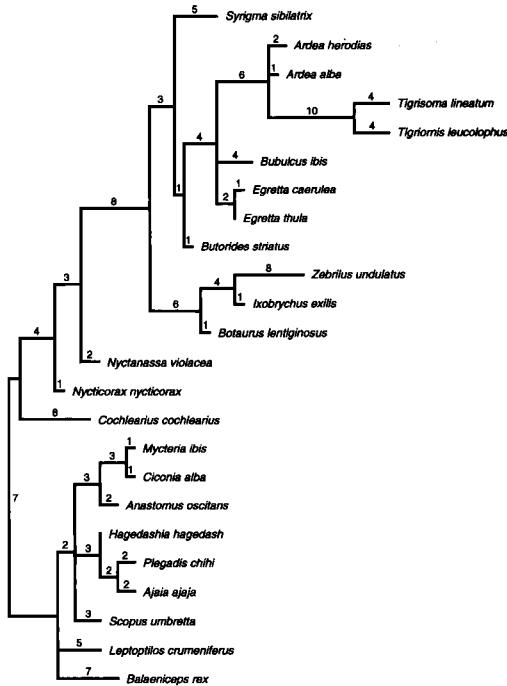 5 Syrigma sibilatrix
2 Ardea herodias
1 Ardea alba
6
4 Tigrisoma lineatum
10
3
4 Tigriornis leucolophus
4
4 Bubulcus ibis
1 Egretta caerulea
1 2
8
Egretta thula
1 Butorides striatus
8 Zebrilus undulatus
3 4
6 1 Ixobrychus exilis
4 1 Botaurus lentiginosus
2 Nyctanassa violacea
1 Nycticorax nycticorax
8 Cochlearius cochlearius
1 Mycteria ibis
3
3 1 Ciconia alba
7
2 Anastomus oscitans
Hagedashia hagedash
2 3
2 Plegadis chihi
2
2 Ajaia ajaja
3 Scopus umbretta
5 Leptoptilos crumeniferus
7 Balaeniceps rex